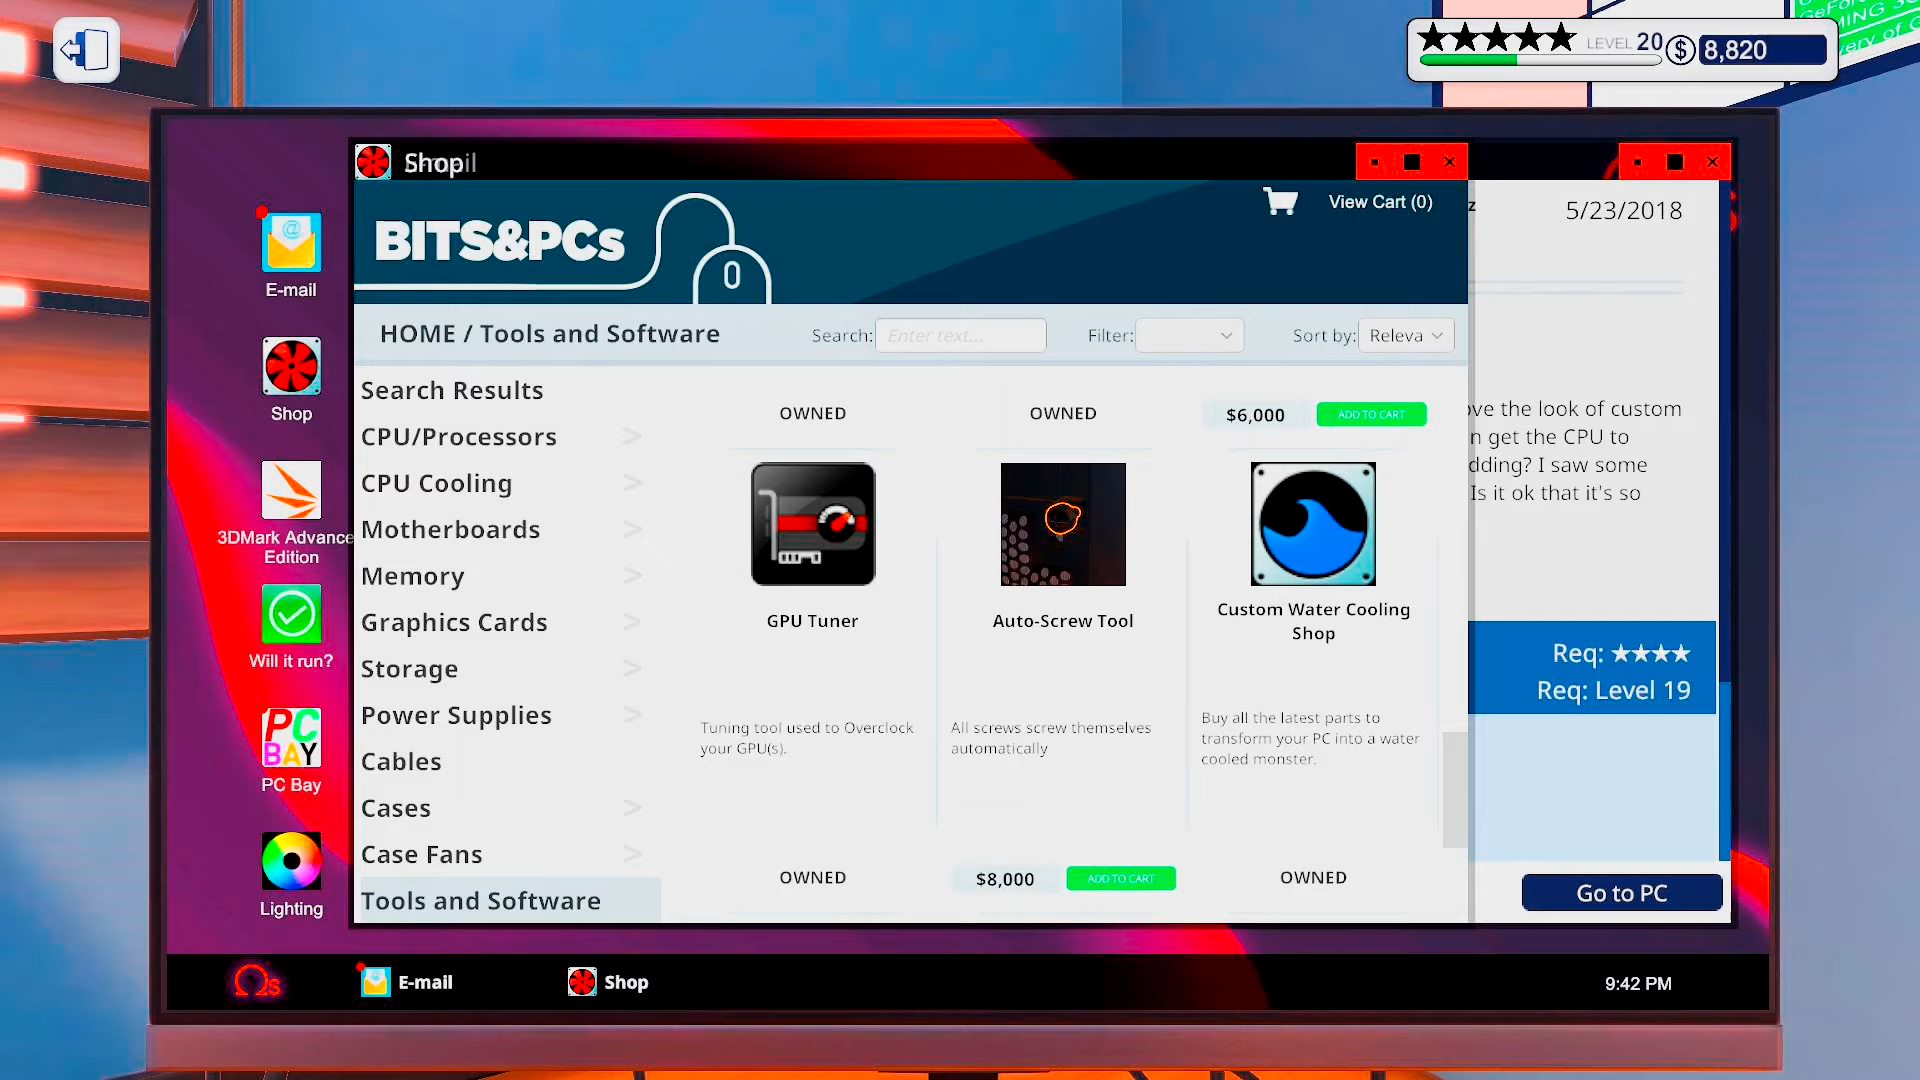 LEVEL 20
$ 8,820
Shop
View Cart (0)
BITS&PCs
5/23/2018
HOME / Tools and Software
Search:
Enter text...
Filter:
Sort by:
Releva
E-mail
Shop
3DMark Advance
Edition
Will it run?
PC
BAY
PC Bay
Lighting
Search Results
CPU/Processors >
CPU Cooling >
Motherboards >
Memory >
Graphics Cards >
Storage >
Power Supplies >
Cables
Cases >
Case Fans >
Tools and Software
OWNED
OWNED
$6,000
ADD TO CART
GPU Tuner
Auto-Screw Tool
Custom Water Cooling
Shop
Tuning tool used to Overclock
your GPU(s).
All screws screw themselves
automatically
Buy all the latest parts to
transform your PC into a water
cooled monster.
OWNED
$8,000
ADD TO CART
OWNED
ove the look of custom
n get the CPU to
dding? I saw some
Is it ok that it's so
Req: ★★★★
Req: Level 19
Go to PC
Ωs
E-mail
Shop
9:42 PM